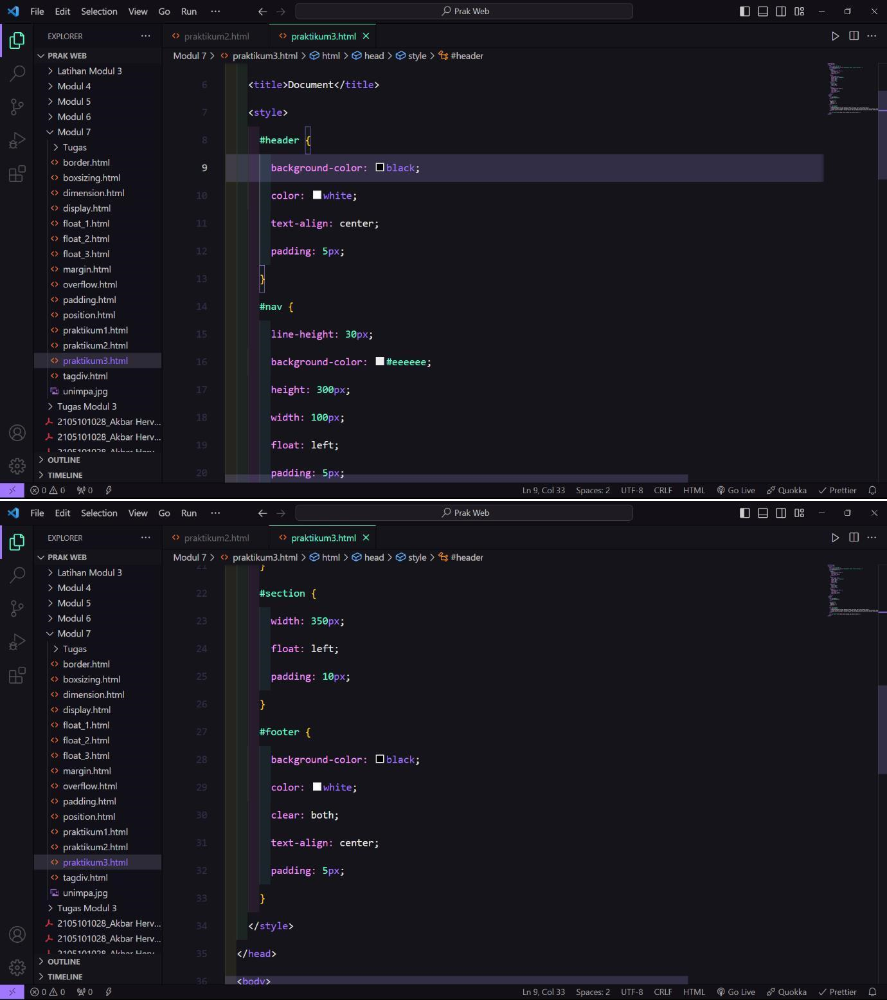 File Edit Selection View Go Run ··· Prak Web
EXPLORER ··· praktikum2.html praktikum3.html
PRAK WEB
Modul 7 > praktikum3.html > html > head > style > #header
Latihan Modul 3
Modul 4
Modul 5
Modul 6
Modul 7
Tugas
border.html
boxsizing.html
dimension.html
display.html
float_1.html
float_2.html
float_3.html
margin.html
overflow.html
padding.html
position.html
praktikum1.html
praktikum2.html
praktikum3.html
tagdiv.html
unimpa.jpg
Tugas Modul 3
2105101028_Akbar Herv...
2105101028_Akbar Herv...
2105101028_Akbar Herv...
OUTLINE
TIMELINE
6 <title>Document</title>
7 <style>
8 #header {
9 background-color: black;
10 color: white;
11 text-align: center;
12 padding: 5px;
13 }
14 #nav {
15 line-height: 30px;
16 background-color: #eeeeee;
17 height: 300px;
18 width: 100px;
19 float: left;
20 padding: 5px;
0 0 0 Ln 9, Col 33 Spaces: 2 UTF-8 CRLF HTML Go Live Quokka Prettier
File Edit Selection View Go Run ··· Prak Web
EXPLORER ··· praktikum2.html praktikum3.html
PRAK WEB
Modul 7 > praktikum3.html > html > head > style > #header
Latihan Modul 3
Modul 4
Modul 5
Modul 6
Modul 7
Tugas
border.html
boxsizing.html
dimension.html
display.html
float_1.html
float_2.html
float_3.html
margin.html
overflow.html
padding.html
position.html
praktikum1.html
praktikum2.html
praktikum3.html
tagdiv.html
unimpa.jpg
Tugas Modul 3
2105101028_Akbar Herv...
2105101028_Akbar Herv...
2105101028_Akbar Herv...
OUTLINE
TIMELINE
21 }
22 #section {
23 width: 350px;
24 float: left;
25 padding: 10px;
26 }
27 #footer {
28 background-color: black;
29 color: white;
30 clear: both;
31 text-align: center;
32 padding: 5px;
33 }
34 </style>
35 </head>
36 <body>
0 0 0 Ln 9, Col 33 Spaces: 2 UTF-8 CRLF HTML Go Live Quokka Prettier